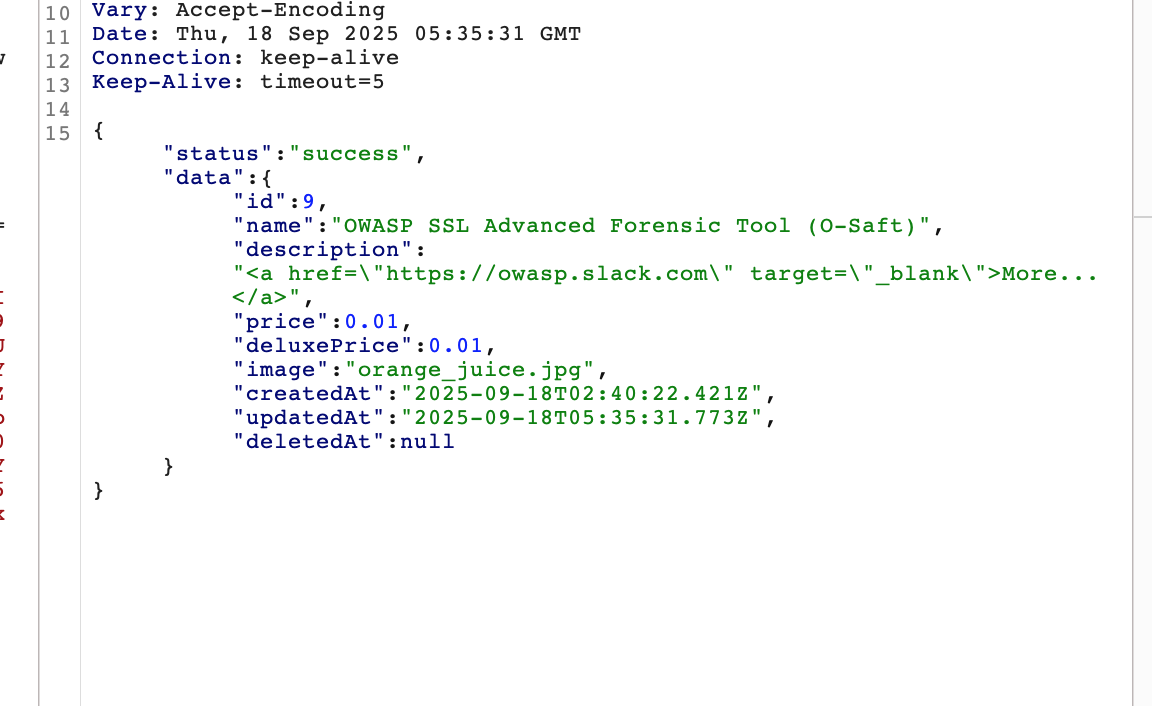 10 Vary: Accept-Encoding
11 Date: Thu, 18 Sep 2025 05:35:31 GMT
12 Connection: keep-alive
13 Keep-Alive: timeout=5
14
15 {
"status":"success",
"data":{
"id":9,
"name":"OWASP SSL Advanced Forensic Tool (O-Saft)",
"description":
"<a href=\"https://owasp.slack.com\" target=\"_blank\">More...
</a>",
"price":0.01,
"deluxePrice":0.01,
"image":"orange_juice.jpg",
"createdAt":"2025-09-18T02:40:22.421Z",
"updatedAt":"2025-09-18T05:35:31.773Z",
"deletedAt":null
}
}